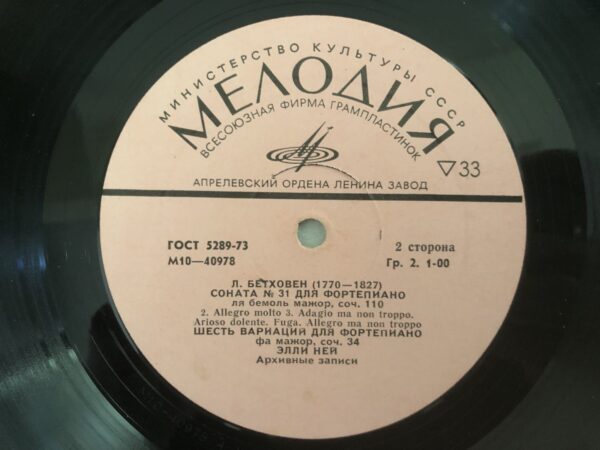 МИНИСТЕРСТВО КУЛЬТУРЫ СССР
МЕЛОДИЯ
ВСЕСОЮЗНАЯ ФИРМА ГРАМПЛАСТИНОК
▽33
АПРЕЛЕВСКИЙ ОРДЕНА ЛЕНИНА ЗАВОД
ГОСТ 5289-73
2 сторона
М10—40978
Гр. 2. 1-00
Л. БЕТХОВЕН (1770—1827)
СОНАТА № 31 ДЛЯ ФОРТЕПИАНО
ля бемоль мажор, соч. 110
2. Allegro molto 3. Adagio ma non troppo.
Arioso dolente. Fuga. Allegro ma non troppo
ШЕСТЬ ВАРИАЦИЙ ДЛЯ ФОРТЕПИАНО
фа мажор, соч. 34
ЭЛЛИ НЕЙ
Архивные записи